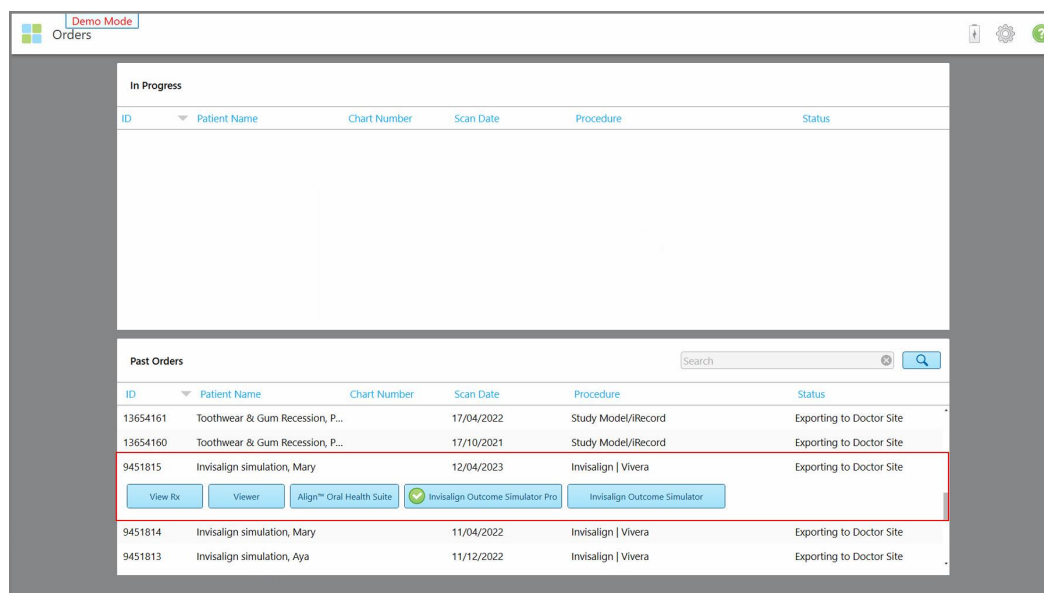 Demo Mode
Orders
In Progress
ID Patient Name Chart Number Scan Date Procedure Status
Past Orders Search
ID Patient Name Chart Number Scan Date Procedure Status
13654161 Toothwear & Gum Recession, P... 17/04/2022 Study Model/iRecord Exporting to Doctor Site
13654160 Toothwear & Gum Recession, P... 17/10/2021 Study Model/iRecord Exporting to Doctor Site
9451815 Invisalign simulation, Mary 12/04/2023 Invisalign | Vivera Exporting to Doctor Site
View Rx Viewer Align™ Oral Health Suite Invisalign Outcome Simulator Pro Invisalign Outcome Simulator
9451814 Invisalign simulation, Mary 11/04/2022 Invisalign | Vivera Exporting to Doctor Site
9451813 Invisalign simulation, Aya 11/12/2022 Invisalign | Vivera Exporting to Doctor Site